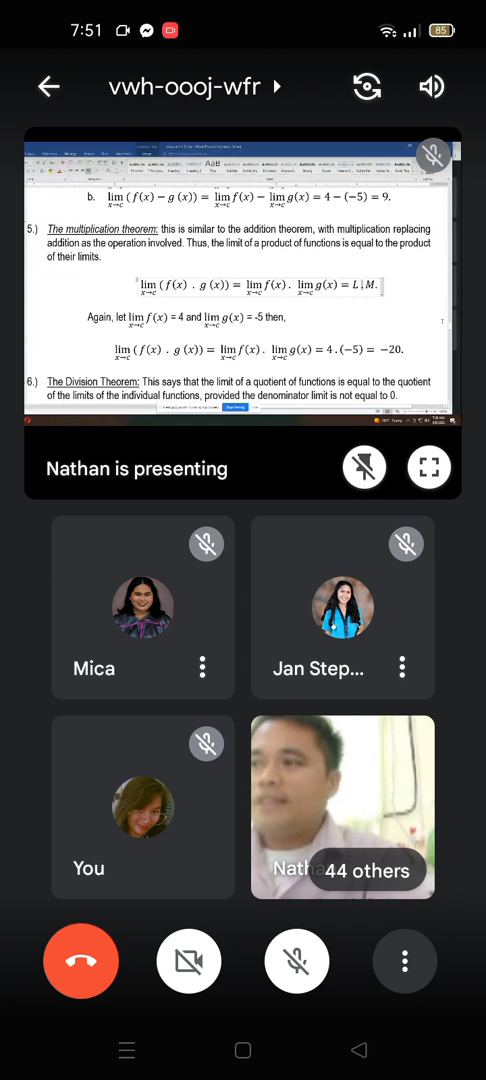 7:51
85
vwh-oooj-wfr
b. lim x→c ( f(x) − g (x)) = lim x→c f(x) − lim x→c g(x) = 4 − (−5) = 9.
5.) The multiplication theorem: this is similar to the addition theorem, with multiplication replacing
addition as the operation involved. Thus, the limit of a product of functions is equal to the product
of their limits.
lim x→c ( f(x) . g (x)) = lim x→c f(x). lim x→c g(x) = L .M.
Again, let lim x→c f(x) = 4 and lim x→c g(x) = -5 then,
lim x→c ( f(x) . g (x)) = lim x→c f(x). lim x→c g(x) = 4 . (−5) = −20.
6.) The Division Theorem: This says that the limit of a quotient of functions is equal to the quotient
of the limits of the individual functions, provided the denominator limit is not equal to 0.
Nathan is presenting
Mica
Jan Step...
You
Nath
44 others